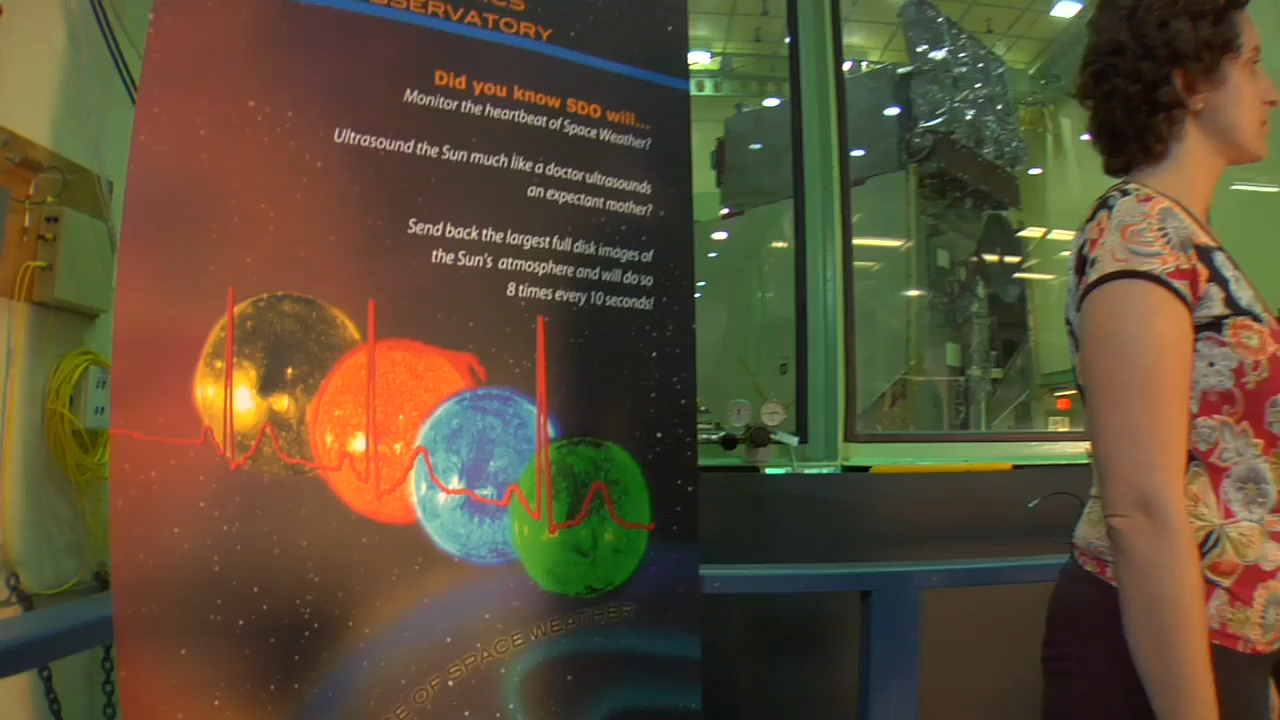 OBSERVATORY
Did you know SDO will...
Monitor the heartbeat of Space Weather?
Ultrasound the Sun much like a doctor ultrasounds
an expectant mother?
Send back the largest full disk images of
the Sun's atmosphere and will do so
8 times every 10 seconds!
OF SPACE WEATHER